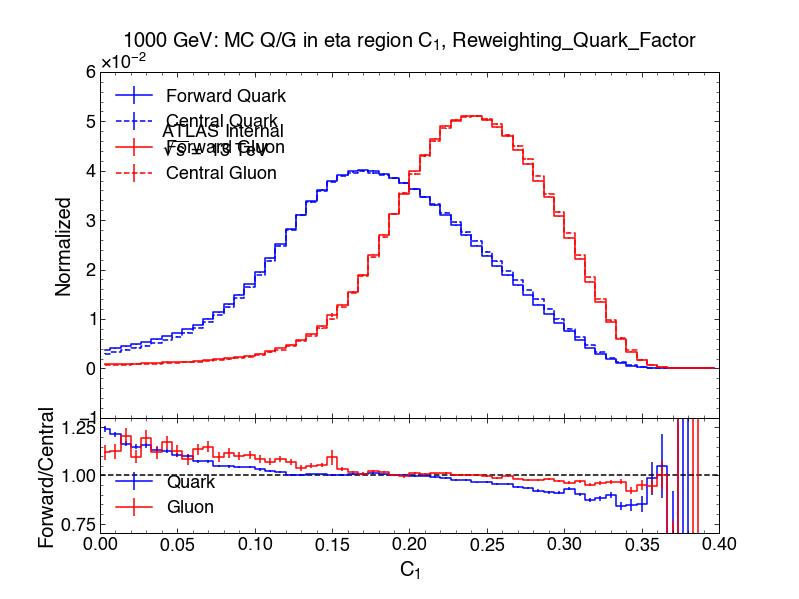 1000 GeV: MC Q/G in eta region C₁, Reweighting_Quark_Factor
×10⁻²
6
5
4
3
2
1
0
−1
Normalized
Forward Quark
Central Quark
ATLAS Internal
Forward Gluon
√s = 13 TeV
Central Gluon
1.25
1.00
0.75
Forward/Central
Quark
Gluon
0.00 0.05 0.10 0.15 0.20 0.25 0.30 0.35 0.40
C₁